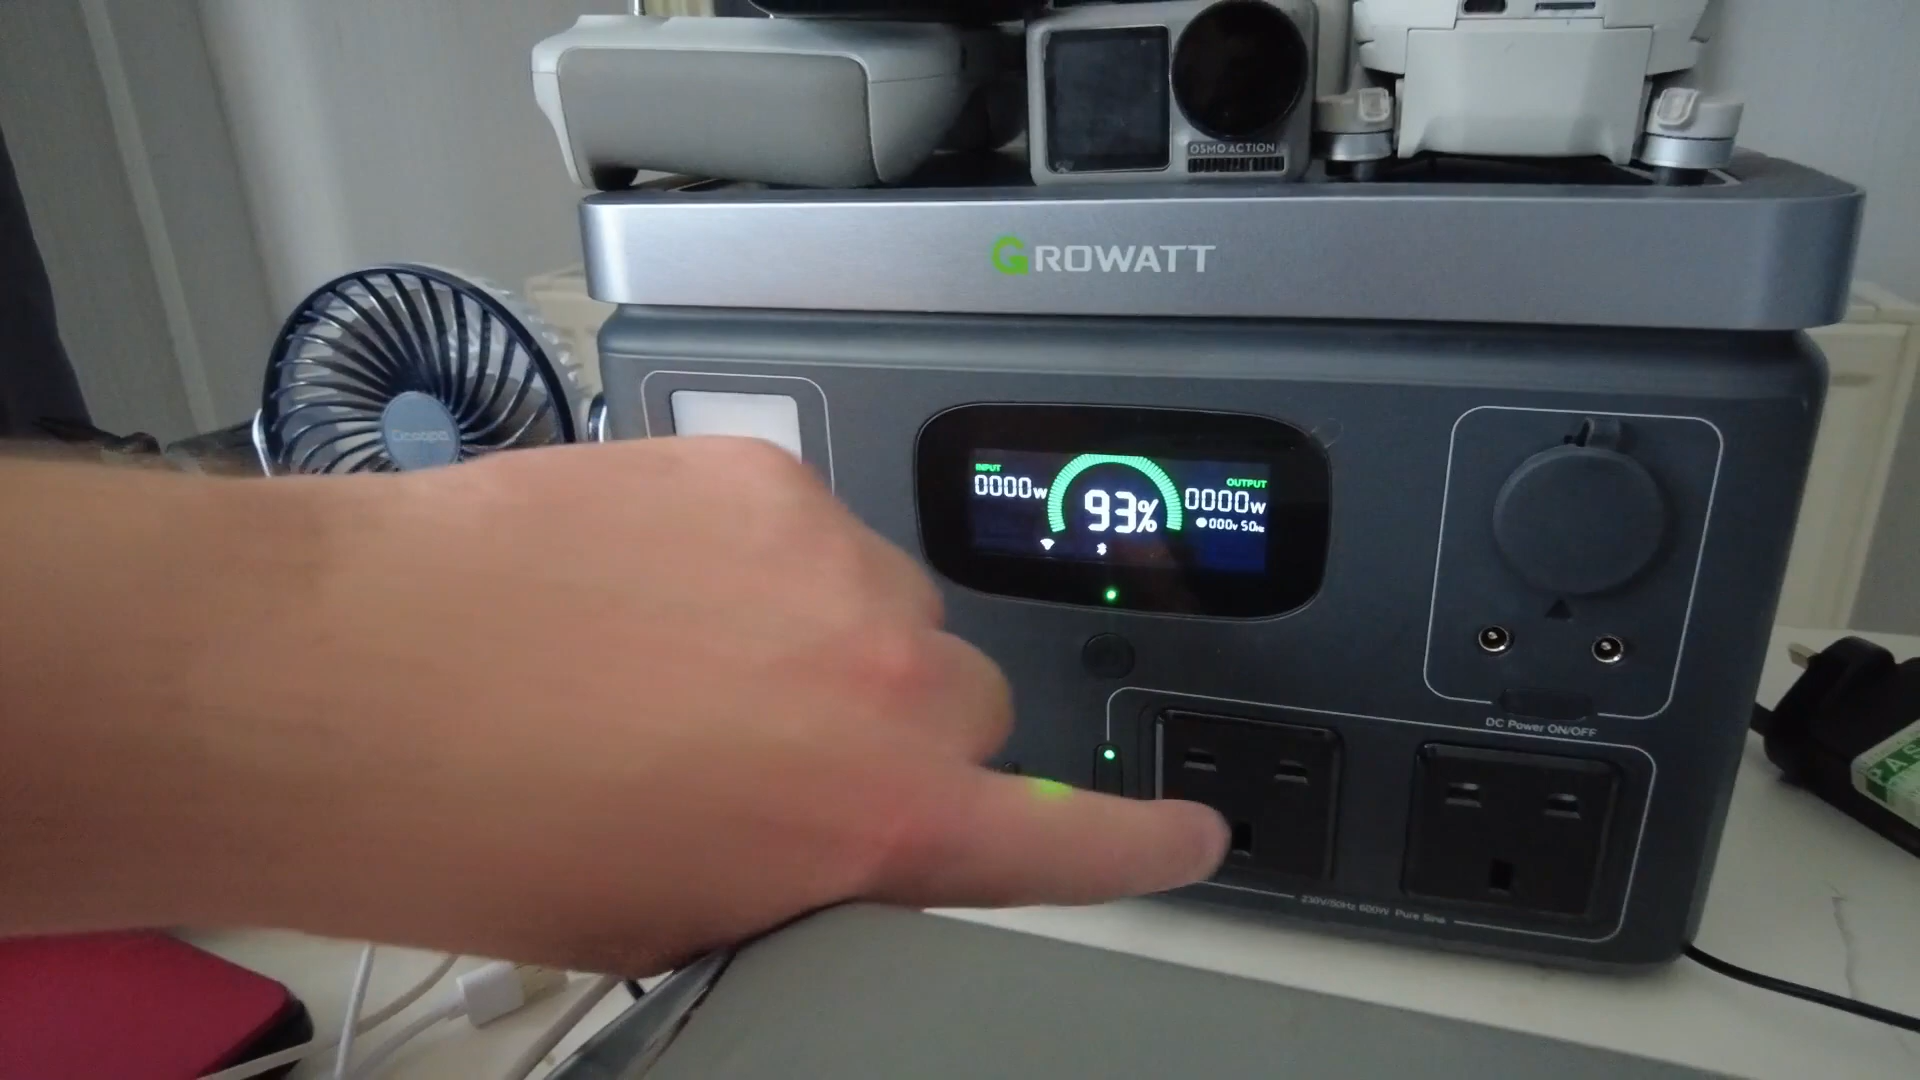 OSMO ACTION
GROWATT
INPUT
0000W
93%
OUTPUT
0000W
000V 50Hz
DC Power ON/OFF
230V/50Hz 600W Pure Sine
PAS